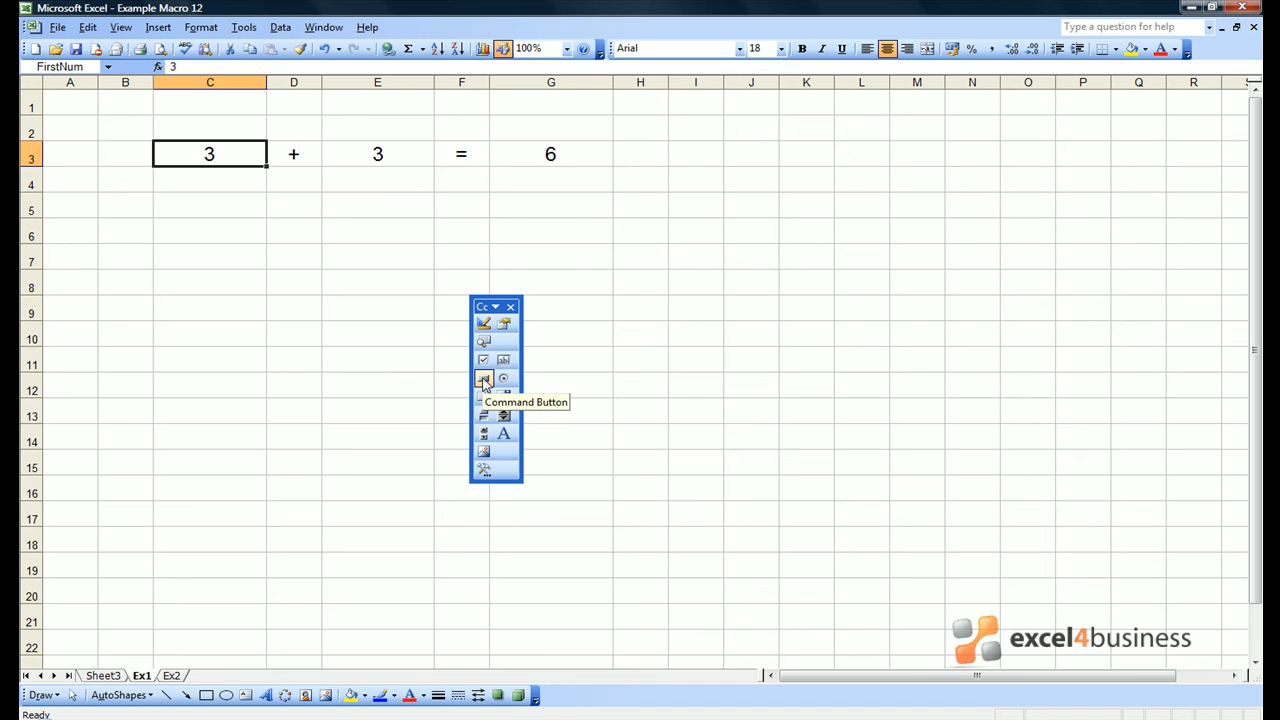 Microsoft Excel - Example Macro 12
File Edit View Insert Format Tools Data Window Help
Type a question for help
100%
Arial
18
B I U
FirstNum
fx 3
A B C D E F G H I J K L M N O P Q R
1
2
3 3 + 3 = 6
4
5
6
7
8
9
10
11
12
13
14
15
16
17
18
19
20
21
22
Cc
ab
Command Button
A
excel4business
Sheet3 Ex1 Ex2
Draw AutoShapes
Ready